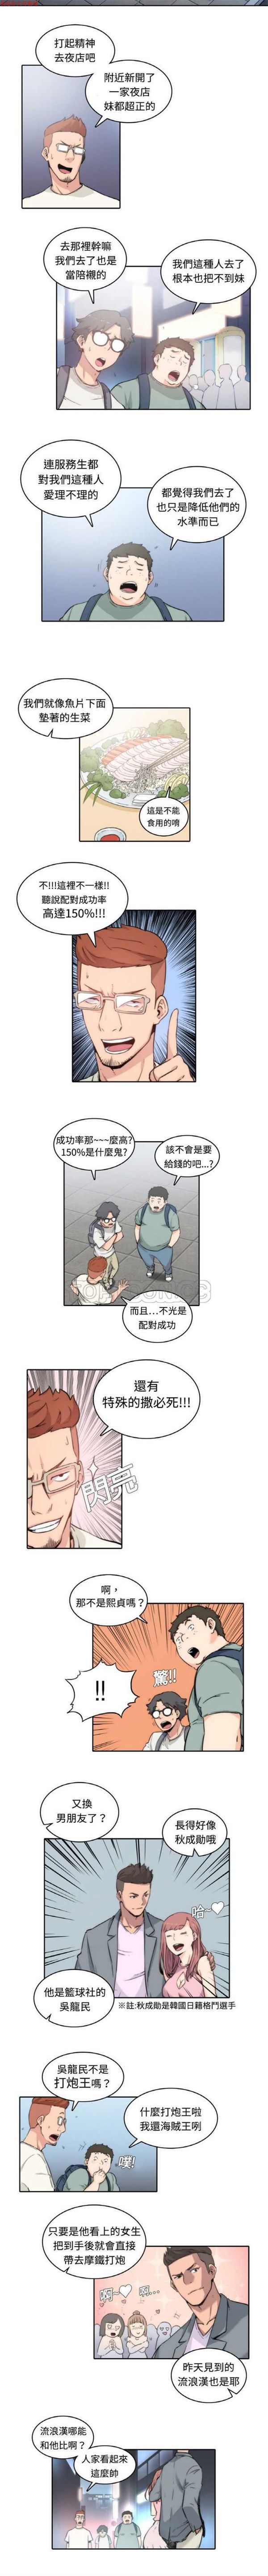 打起精神
去夜店吧
附近新開了
一家夜店
妹都超正的
去那裡幹嘛
我們去了也是
當陪襯的
我們這種人去了
根本也把不到妹
連服務生都
對我們這種人
愛理不理的
都覺得我們去了
也只是降低他們的
水準而已
我們就像魚片下面
墊著的生菜
這是不能
食用的唷
不!!!這裡不一樣!!
聽說配對成功率
高達150%!!!
成功率那~~~麼高?
150%是什麼鬼?
該不會是要
給錢的吧...?
而且...不光是
配對成功
還有
特殊的撒必死!!!
閃亮
啊，
那不是熙貞嗎？
!!
驚!!
又換
男朋友了？
長得好像
秋成勛哦
哈~♡
他是籃球社的
吳龍民
※註:秋成勛是韓國日籍格鬥選手
吳龍民不是
打炮王嗎？
什麼打炮王啦
我還海賊王咧
噗!
只要是他看上的女生
把到手後就會直接
帶去摩鐵打炮
啊~♡
啊...
昨天見到的
流浪漢也是耶
流浪漢哪能
和他比啊？
人家看起來
這麼帥